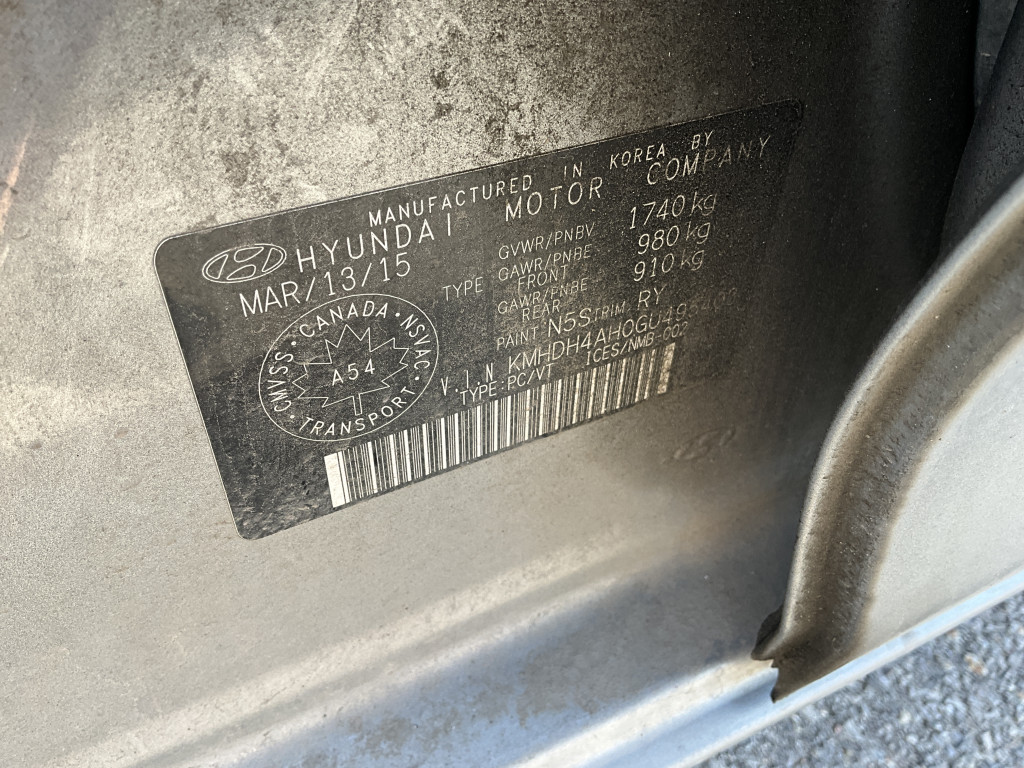 MANUFACTURED IN KOREA BY
HYUNDAI MOTOR COMPANY
MAR/13/15
TYPE
GVWR/PNBV 1740 kg
GAWR/PNBE FRONT 980 kg
GAWR/PNBE REAR 910 kg
PAINT N5S TRIM RY
V.I.N
TYPE:PC/VT ICES/NMB-002
CMVSS · CANADA · NSVAC · TRANSPORT ·
A54